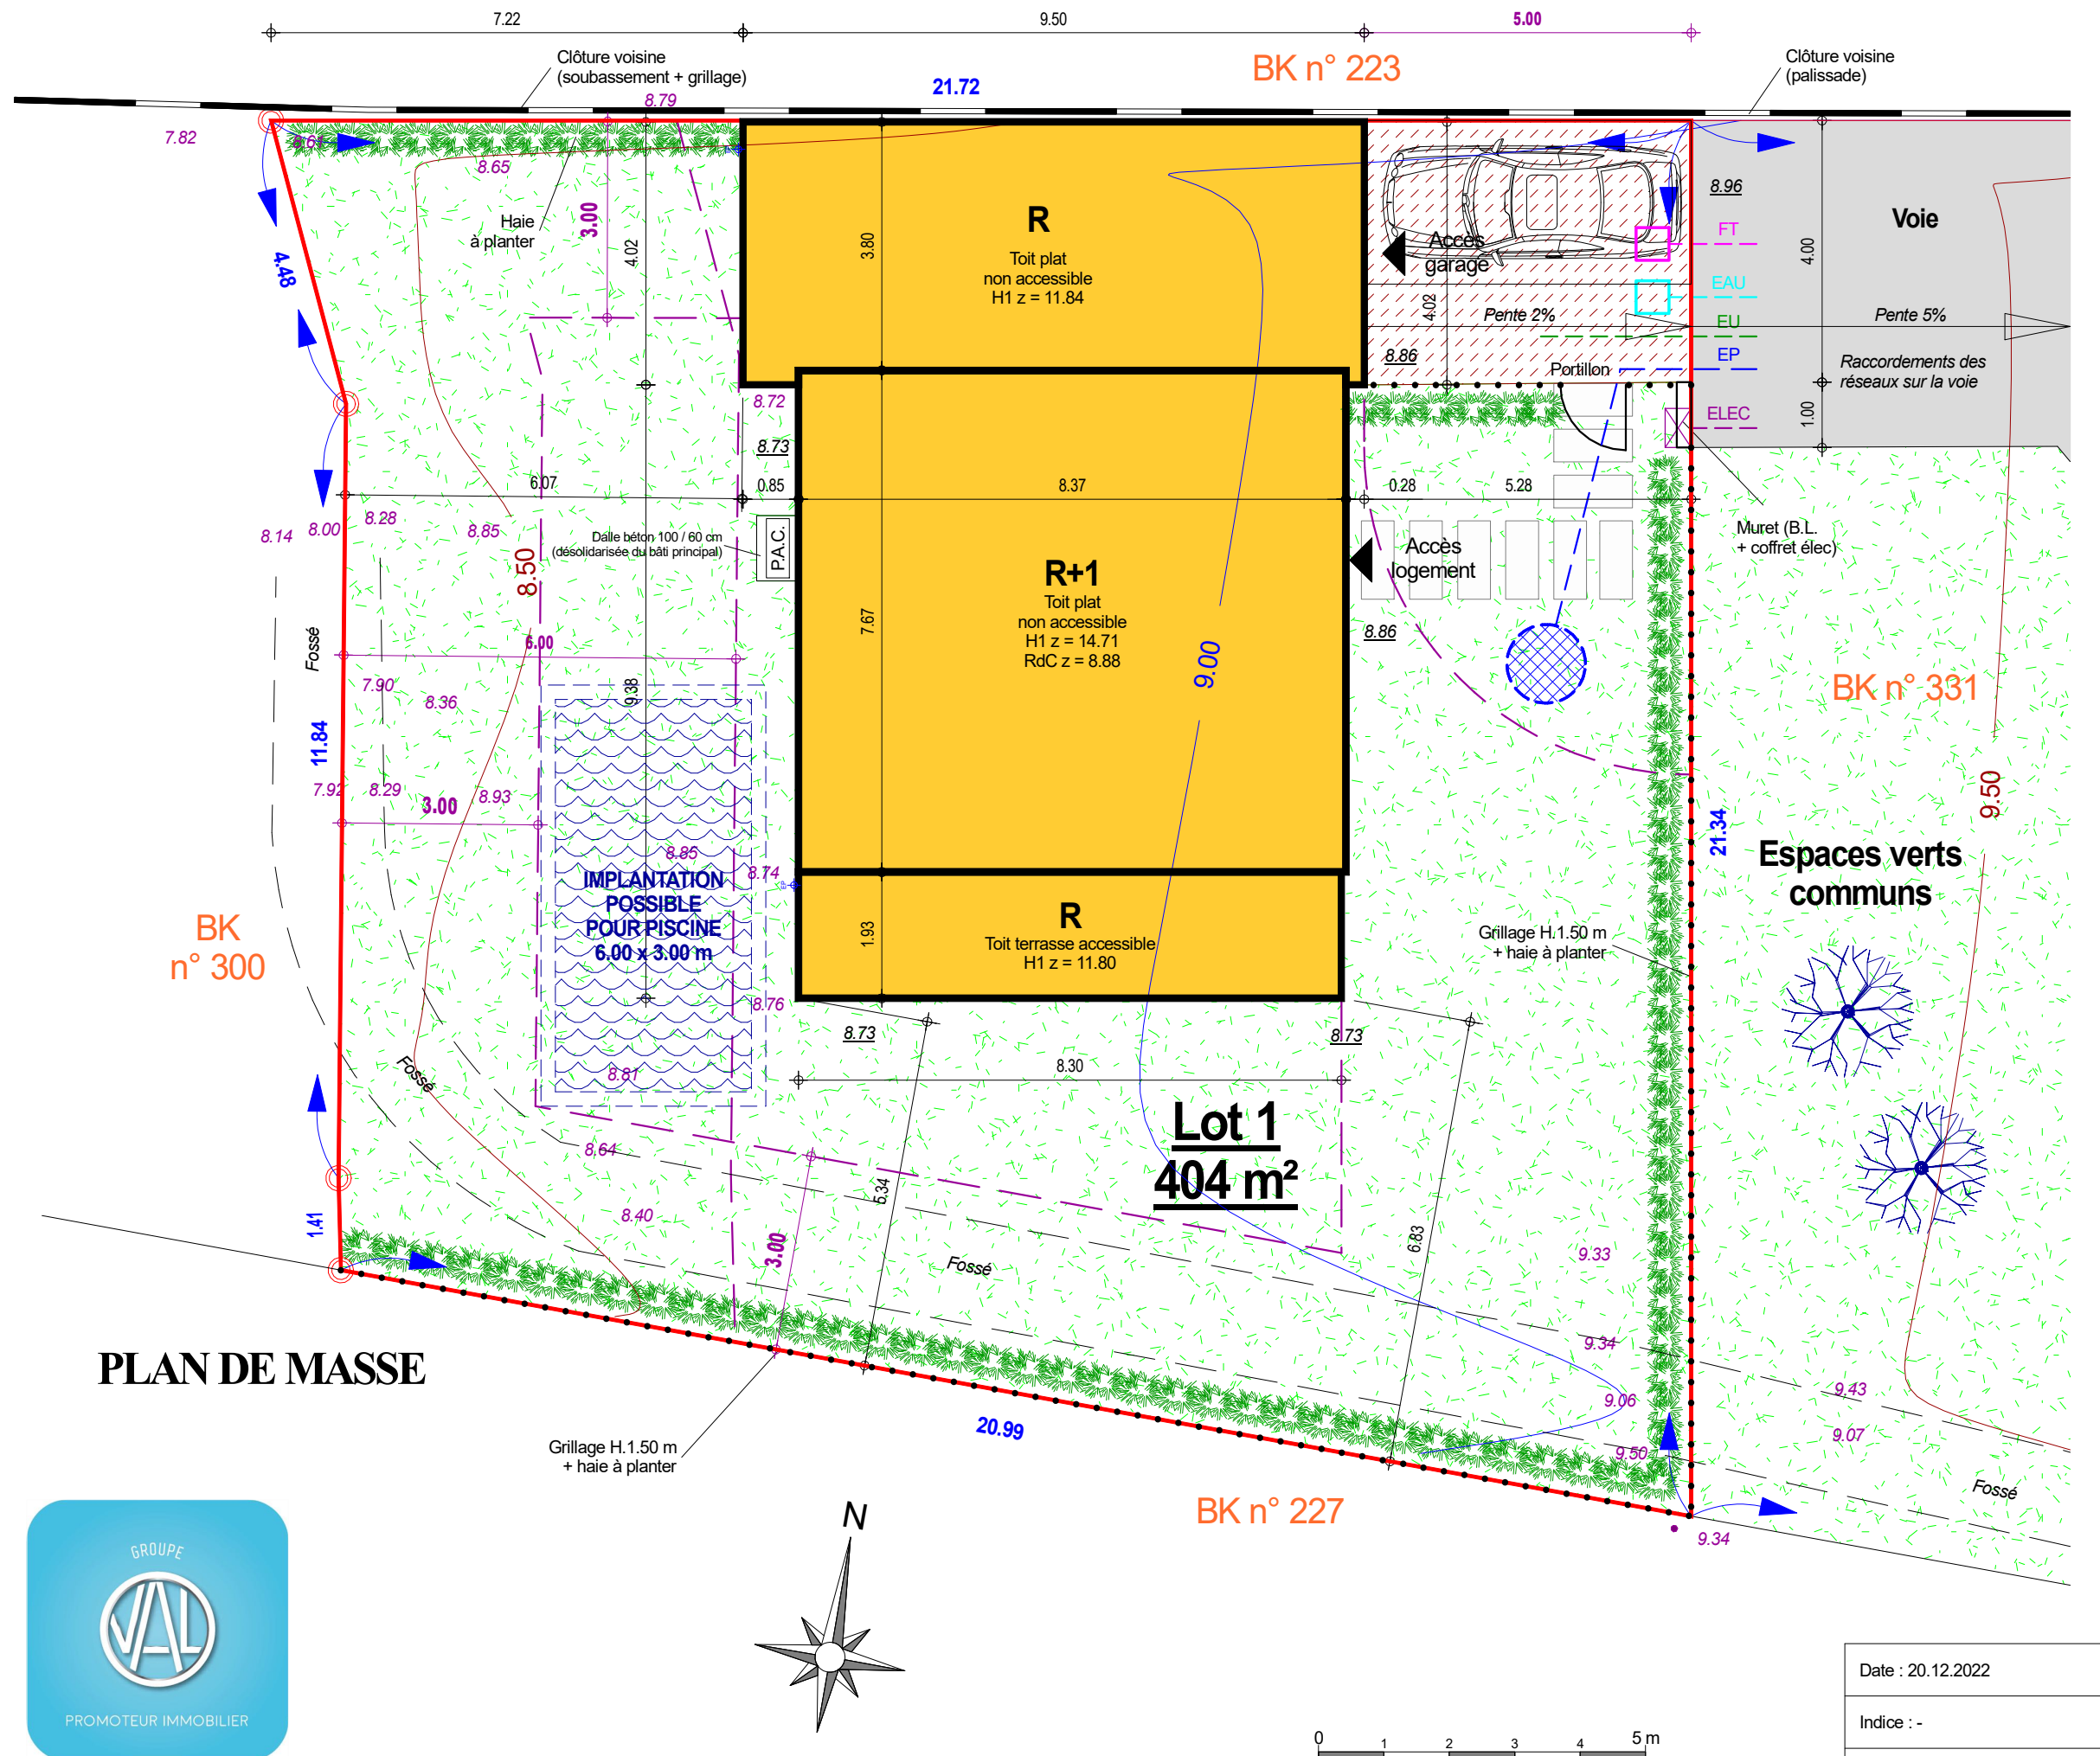 7.22
9.50
5.00
Clôture voisine
(soubassement + grillage)
21.72
BK n° 223
Clôture voisine
(palissade)
7.82
8.61
8.79
8.65
Haie
à planter
3.00
4.02
4.48
3.80
R
Toit plat
non accessible
H1 z = 11.84
Accès
garage
4.02
Pente 2%
8.86
Portillon
8.96
FT
EAU
EU
EP
ELEC
Voie
4.00
Pente 5%
Raccordements des
réseaux sur la voie
1.00
8.72
8.73
6.07
0.85
8.37
0.28
5.28
8.14
8.00
8.28
8.85
8.50
Dalle béton 100 / 60 cm
(désolidarisée du bâti principal)
P.A.C.
Muret (B.L.
+ coffret élec)
Accès
logement
R+1
Toit plat
non accessible
H1 z = 14.71
RdC z = 8.88
7.67
8.86
9.00
Fossé
6.00
7.90
8.36
9.38
11.84
BK n° 331
7.92
8.29
3.00
8.93
9.50
21.34
Espaces verts
communs
8.85
8.74
IMPLANTATION
POSSIBLE
POUR PISCINE
6.00 x 3.00 m
BK
n° 300
1.93
R
Toit terrasse accessible
H1 z = 11.80
Grillage H.1.50 m
+ haie à planter
8.76
8.73
8.73
Fossé
8.81
8.30
Lot 1
404 m²
8.64
5.34
6.83
1.41
8.40
3.00
Fossé
9.33
9.34
PLAN DE MASSE
9.06
9.43
9.07
20.99
9.50
Grillage H.1.50 m
+ haie à planter
Fossé
BK n° 227
9.34
N
GROUPE
VAL
PROMOTEUR IMMOBILIER
Date : 20.12.2022
Indice : -
0 1 2 3 4 5 m